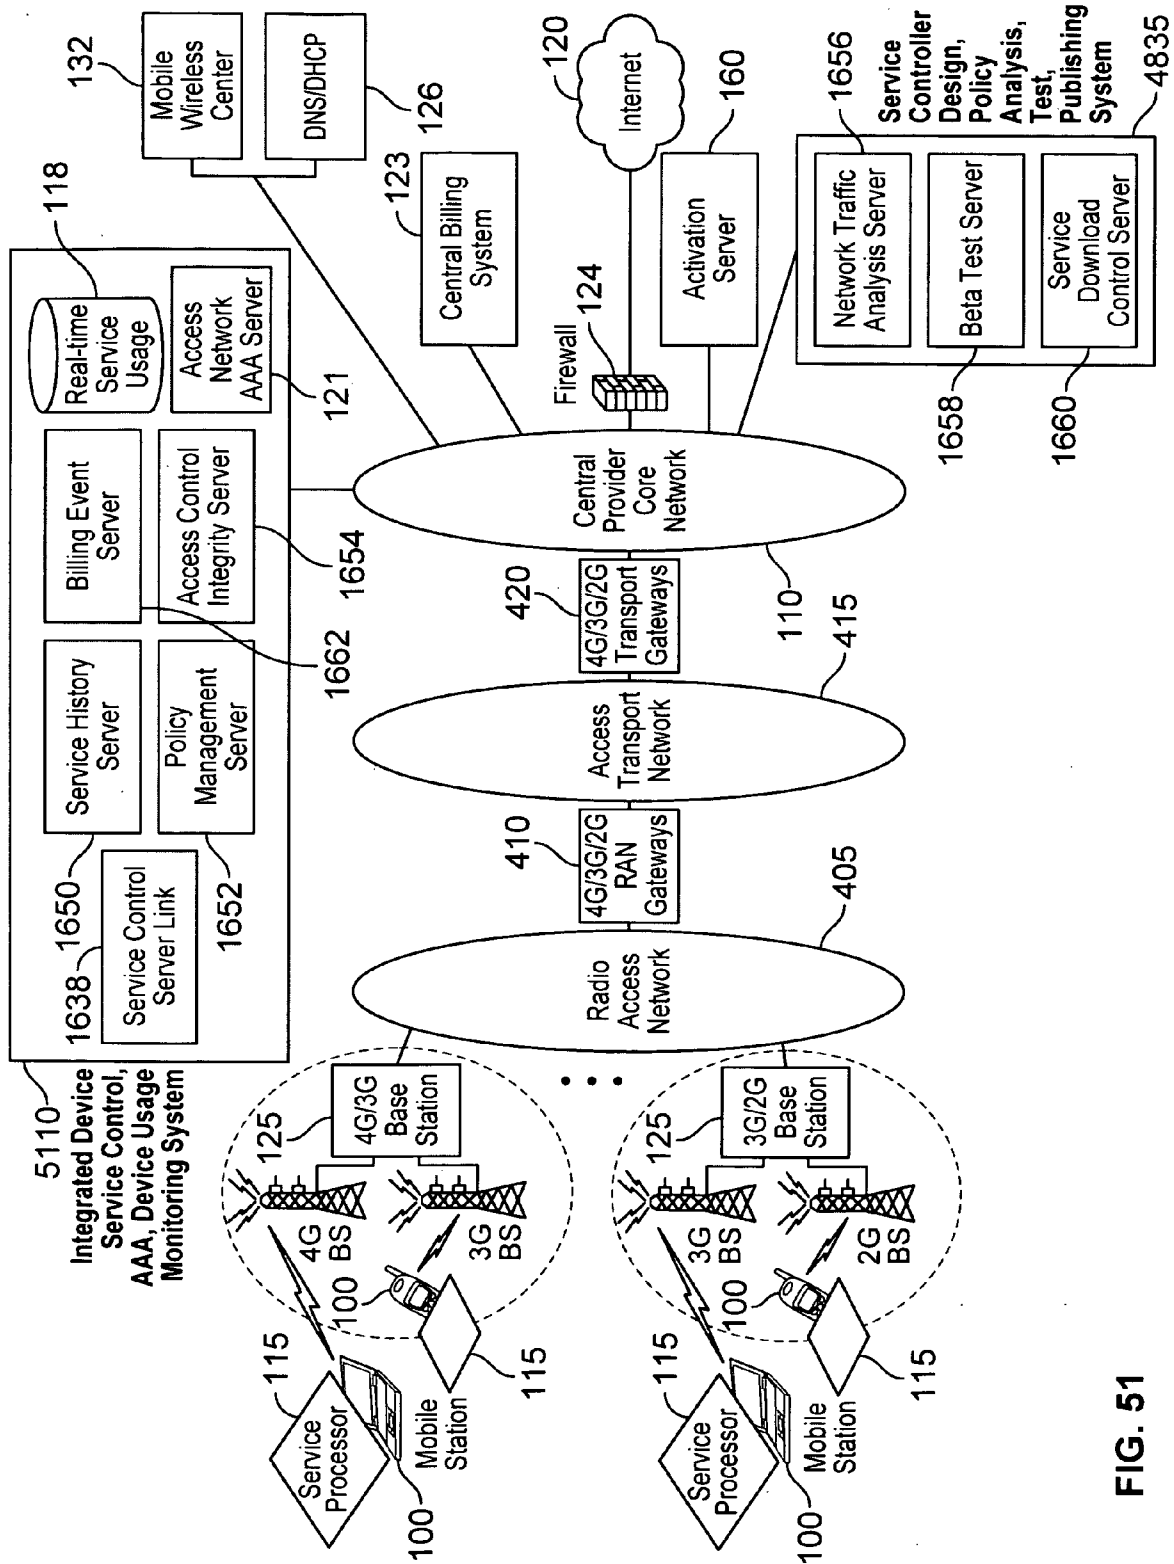 5110
Integrated Device
Service Control,
AAA, Device Usage
Monitoring System
1638
Service Control
Server Link
1650
Service History
Server
1652
Policy
Management
Server
Billing Event
Server
1662
Access Control
Integrity Server
1654
Real-time
Service
Usage
118
Access
Network
AAA Server
121
Mobile
Wireless
Center
132
DNS/DHCP
126
Central Billing
System
123
Firewall
124
Internet
120
Activation
Server
160
Service
Controller
Design,
Policy
Analysis,
Test,
Publishing
System
4835
Network Traffic
Analysis Server
1656
Beta Test Server
1658
Service
Download
Control Server
1660
Central
Provider
Core
Network
110
4G/3G/2G
Transport
Gateways
420
Access
Transport
Network
415
4G/3G/2G
RAN
Gateways
410
Radio
Access
Network
405
4G/3G
Base
Station
125
125
4G
BS
3G
BS
100
115
Service
Processor
115
Mobile
Station
100
3G/2G
Base
Station
125
125
3G
BS
2G
BS
100
115
Service
Processor
115
Mobile
Station
100
FIG. 51